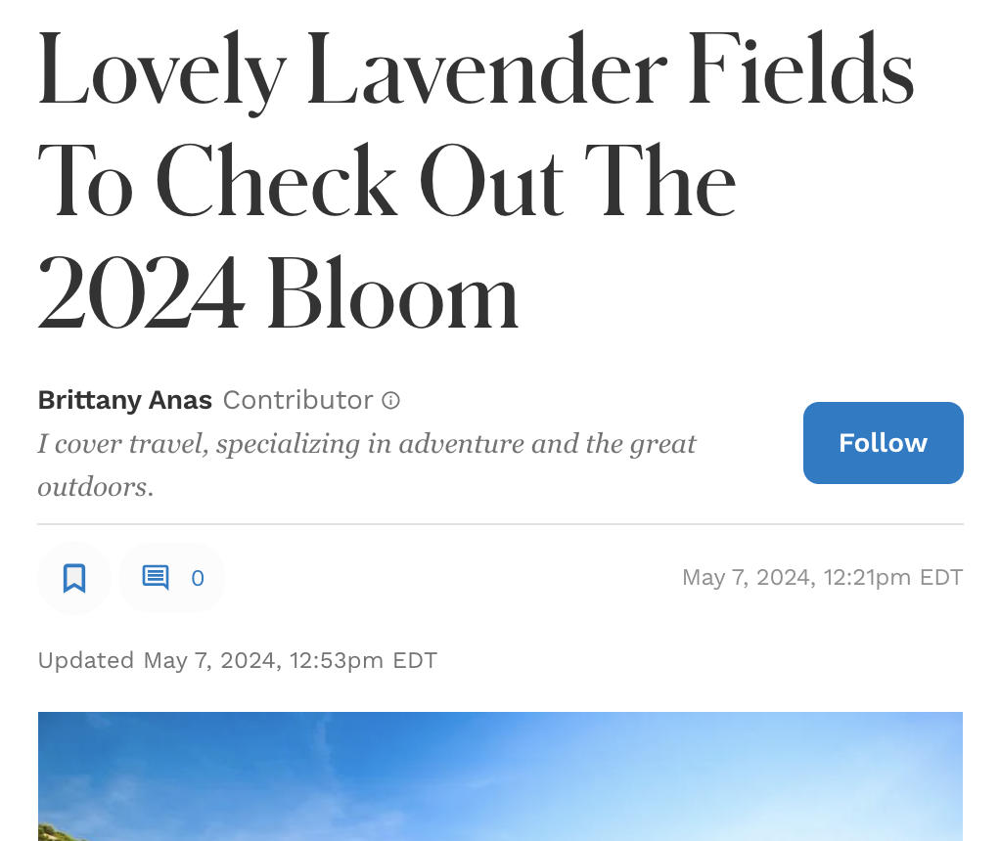 Lovely Lavender Fields
To Check Out The
2024 Bloom
Brittany Anas Contributor
I cover travel, specializing in adventure and the great
outdoors.
Follow
0
May 7, 2024, 12:21pm EDT
Updated May 7, 2024, 12:53pm EDT